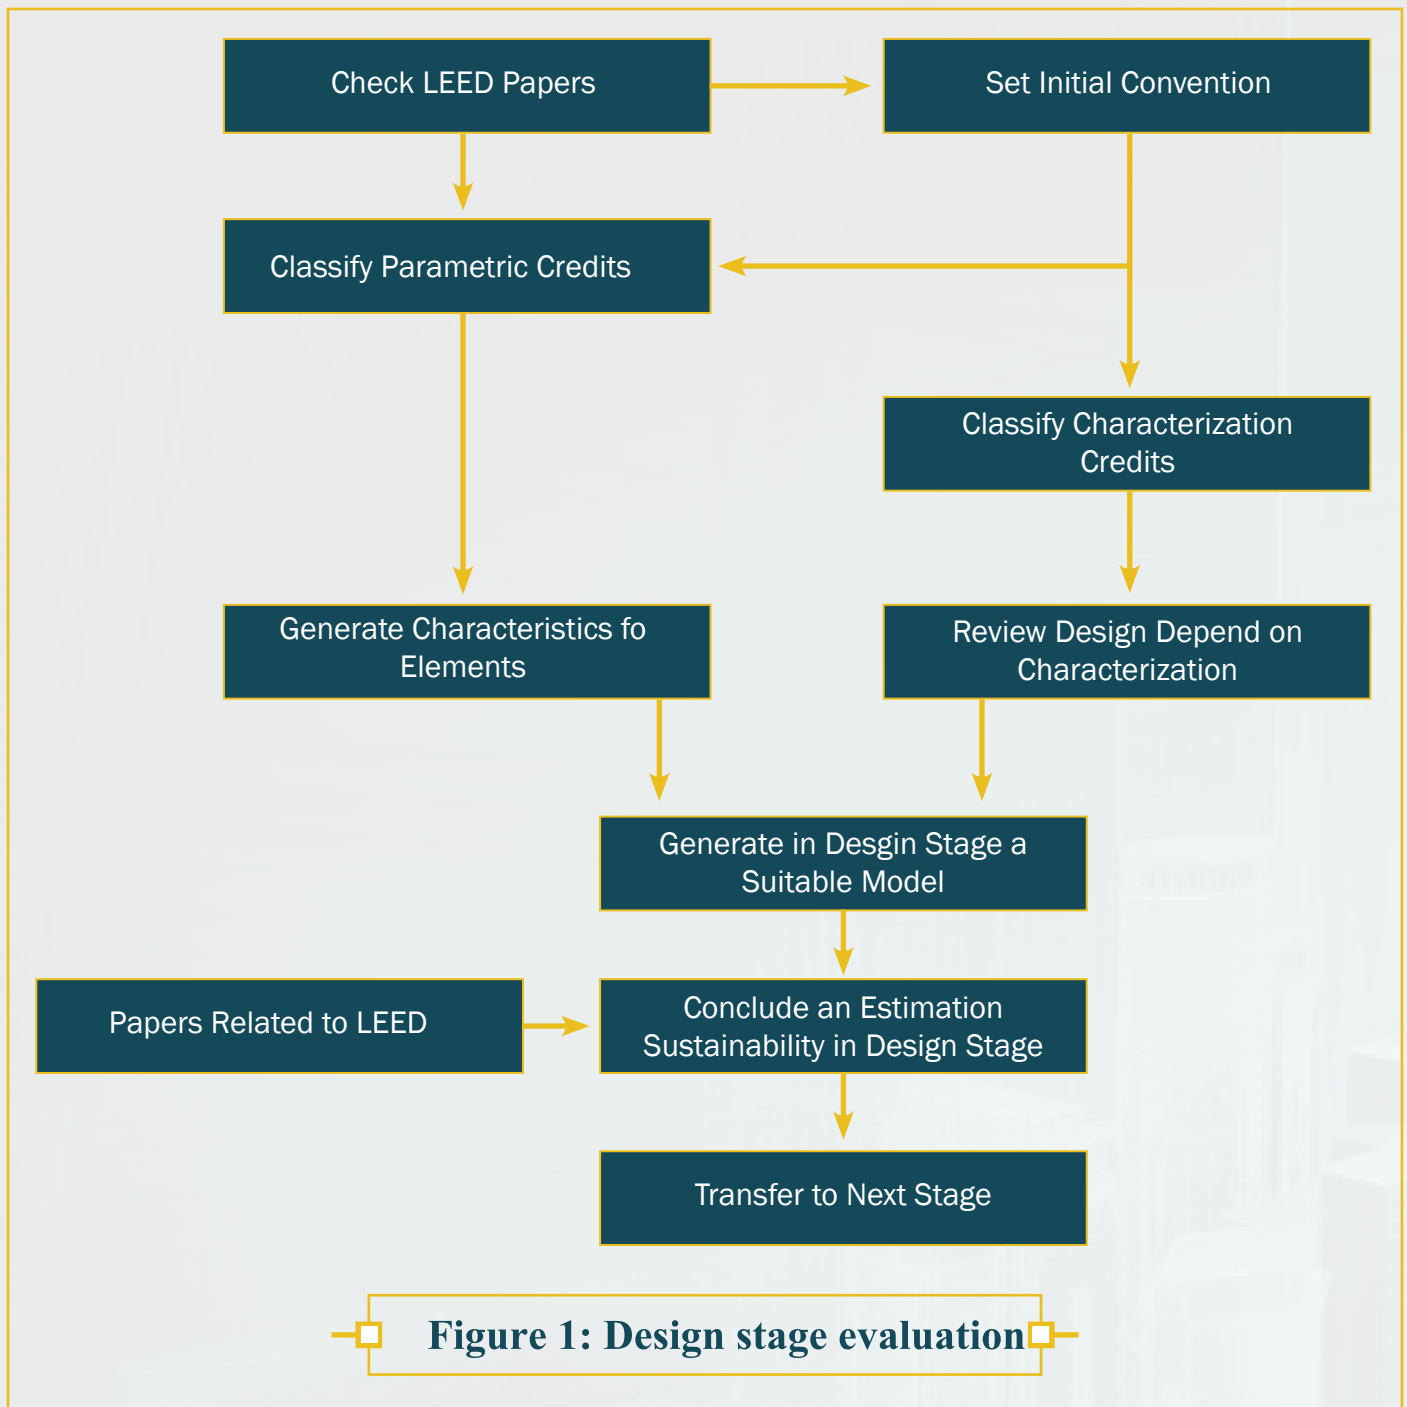 Check LEED Papers
Set Initial Convention
Classify Parametric Credits
Classify Characterization
Credits
Generate Characteristics fo
Elements
Review Design Depend on
Characterization
Generate in Desgin Stage a
Suitable Model
Papers Related to LEED
Conclude an Estimation
Sustainability in Design Stage
Transfer to Next Stage
Figure 1: Design stage evaluation